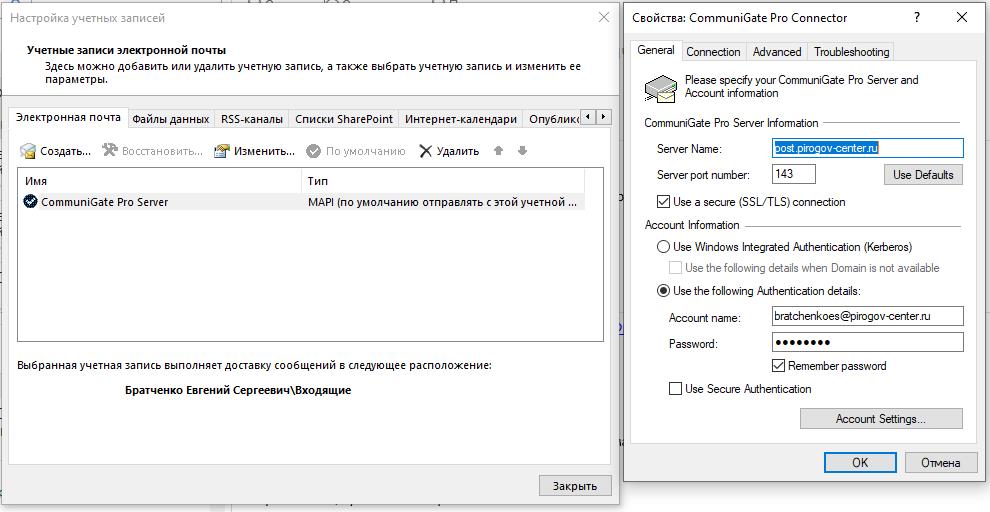 Настройка учетных записей
Учетные записи электронной почты
Здесь можно добавить или удалить учетную запись, а также выбрать учетную запись и изменить ее
параметры.
Электронная почта
Файлы данных
RSS-каналы
Списки SharePoint
Интернет-календари
Создать...
Восстановить...
Изменить...
По умолчанию
Удалить
Имя
Тип
CommuniGate Pro Server
MAPI (по умолчанию отправлять с этой учетной ...
Выбранная учетная запись выполняет доставку сообщений в следующее расположение:
Братченко Евгений Сергеевич\Входящие
Закрыть
Свойства: CommuniGate Pro Connector
?
General
Connection
Advanced
Troubleshooting
Please specify your CommuniGate Pro Server and
Account information
CommuniGate Pro Server Information
Server Name:
post.pirogov-center.ru
Server port number:
143
Use Defaults
Use a secure (SSL/TLS) connection
Account Information
Use Windows Integrated Authentication (Kerberos)
Use the following details when Domain is not available
Use the following Authentication details:
Account name:
bratchenkoes@pirogov-center.ru
Password:
●●●●●●●●
Remember password
Use Secure Authentication
Account Settings...
OK
Отмена